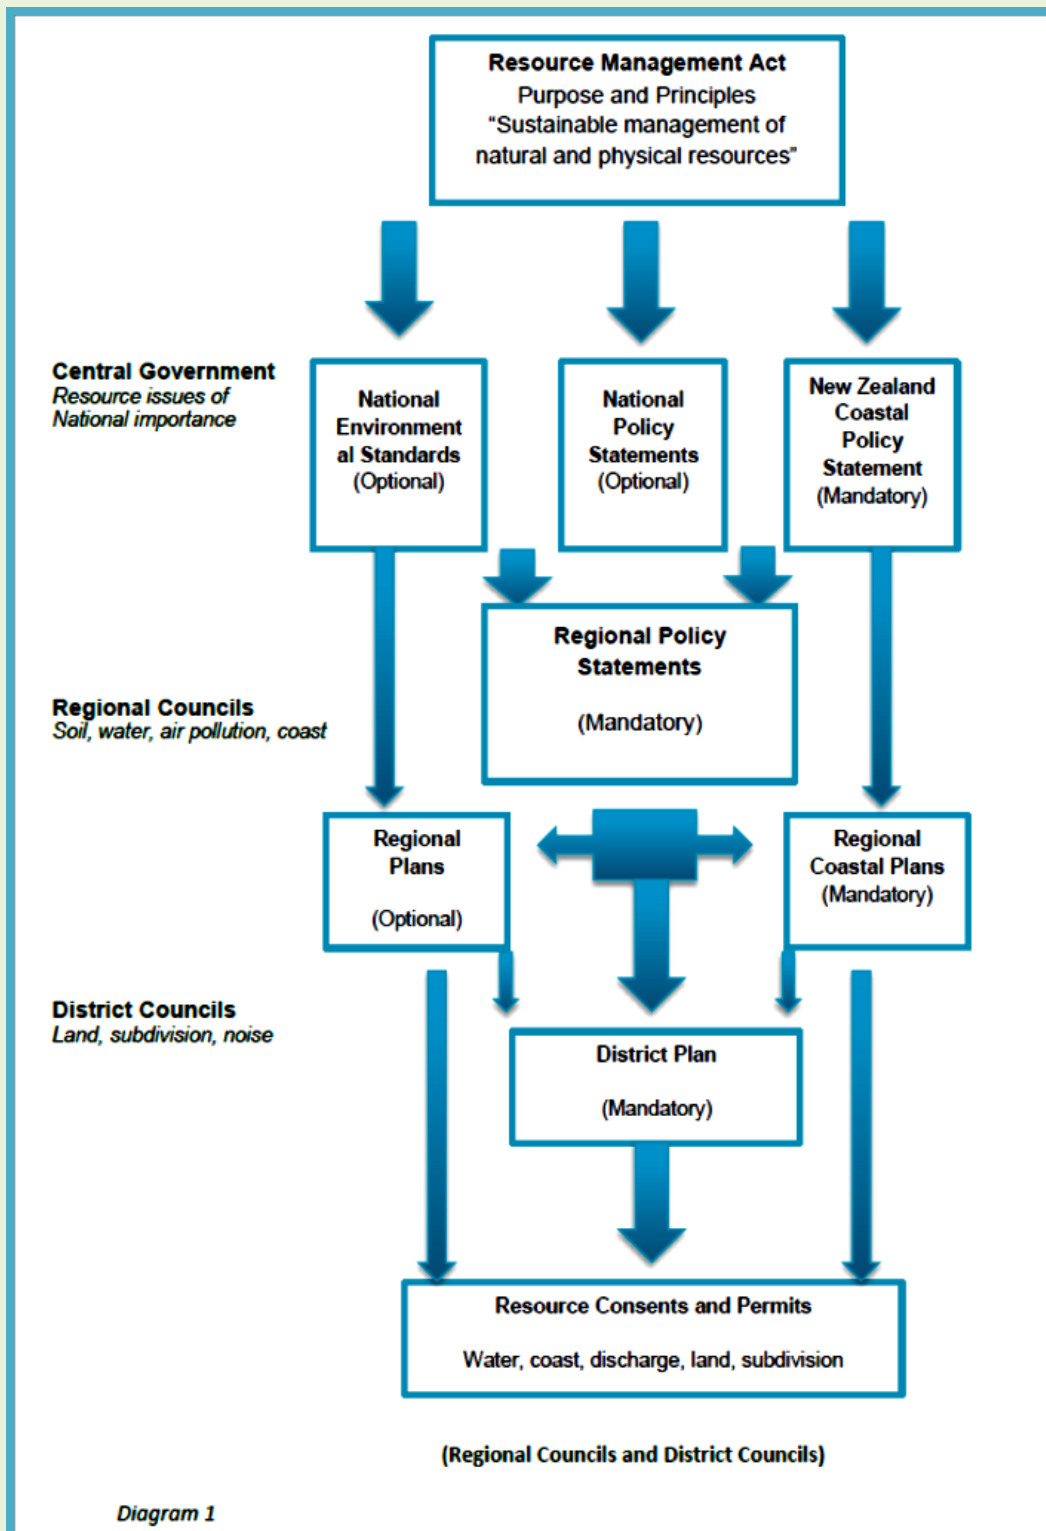 Resource Management Act
Purpose and Principles
“Sustainable management of
natural and physical resources”
Central Government
Resource issues of
National importance
National
Environment
al Standards
(Optional)
National
Policy
Statements
(Optional)
New Zealand
Coastal
Policy
Statement
(Mandatory)
Regional Policy
Statements
(Mandatory)
Regional Councils
Soil, water, air pollution, coast
Regional
Plans
(Optional)
Regional
Coastal Plans
(Mandatory)
District Councils
Land, subdivision, noise
District Plan
(Mandatory)
Resource Consents and Permits
Water, coast, discharge, land, subdivision
(Regional Councils and District Councils)
Diagram 1